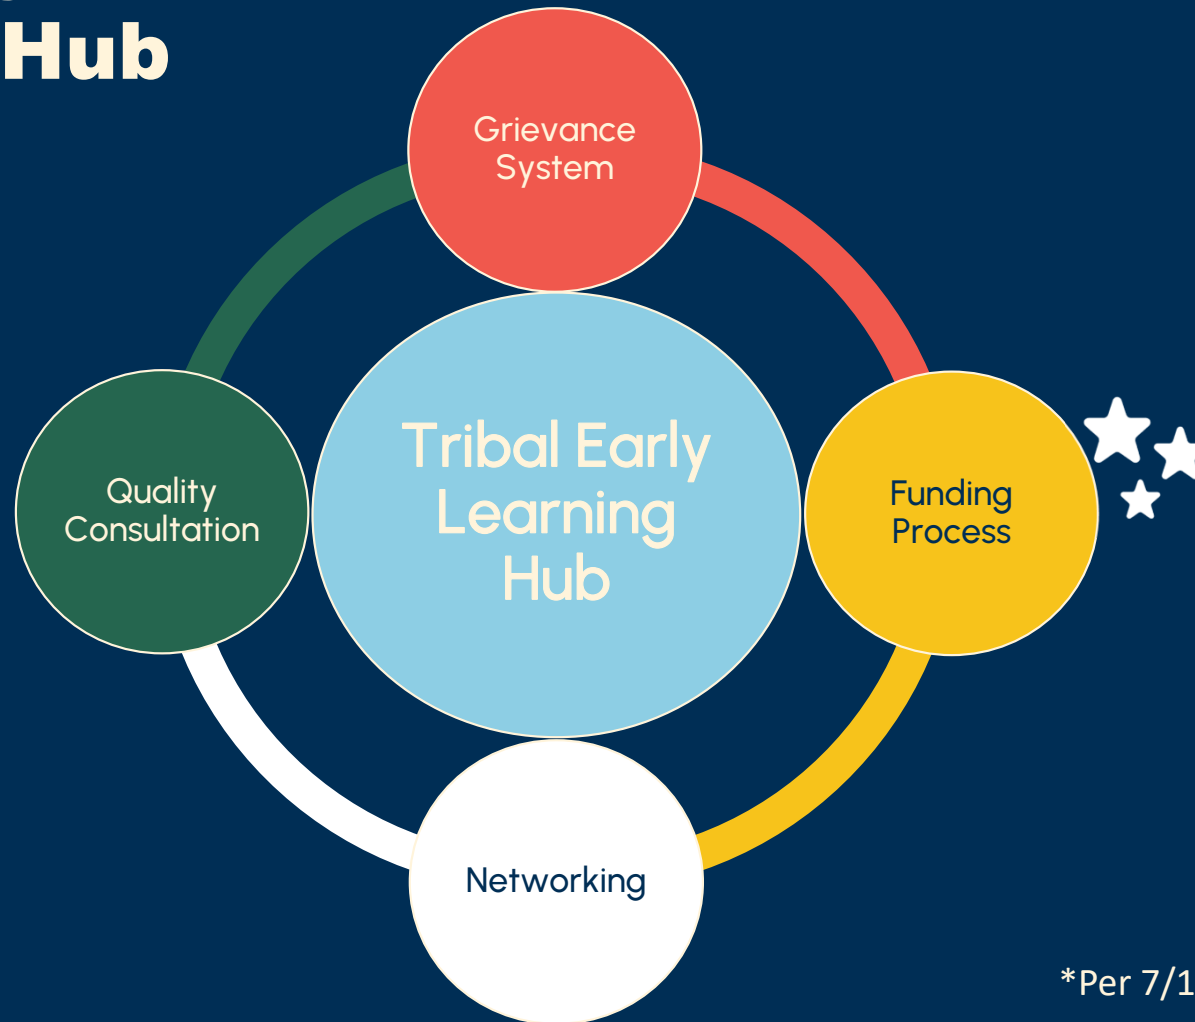 Hub
Grievance
System
Quality
Consultation
Tribal Early
Learning
Hub
Funding
Process
Networking
*Per 7/1